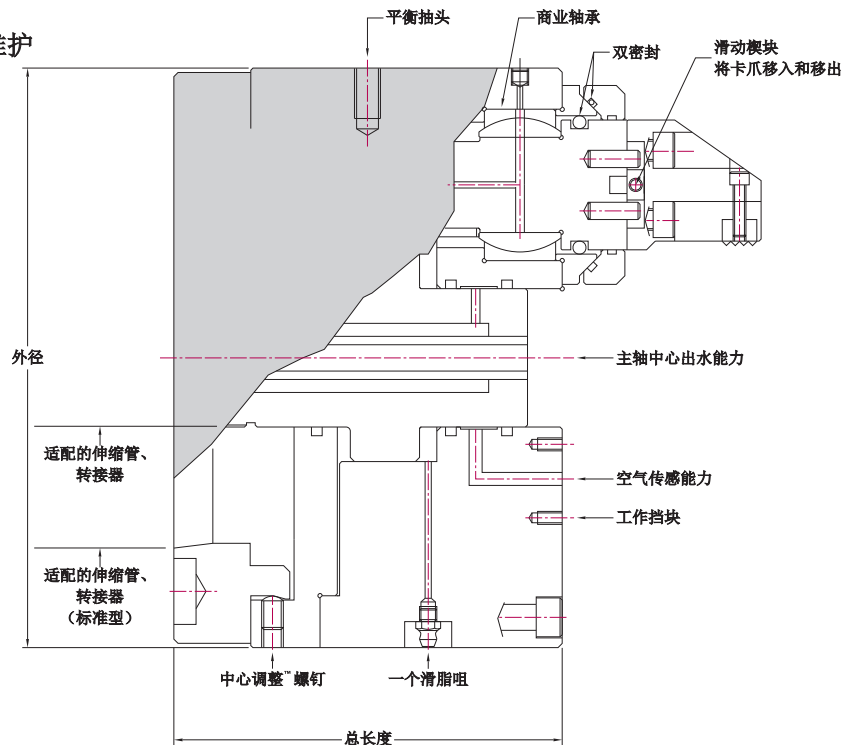 维护
平衡抽头
商业轴承
双密封
滑动楔块
将卡爪移入和移出
外径
主轴中心出水能力
适配的伸缩管、
转接器
空气传感能力
工作挡块
适配的伸缩管、
转接器
（标准型）
中心调整™ 螺钉
一个滑脂咀
总长度